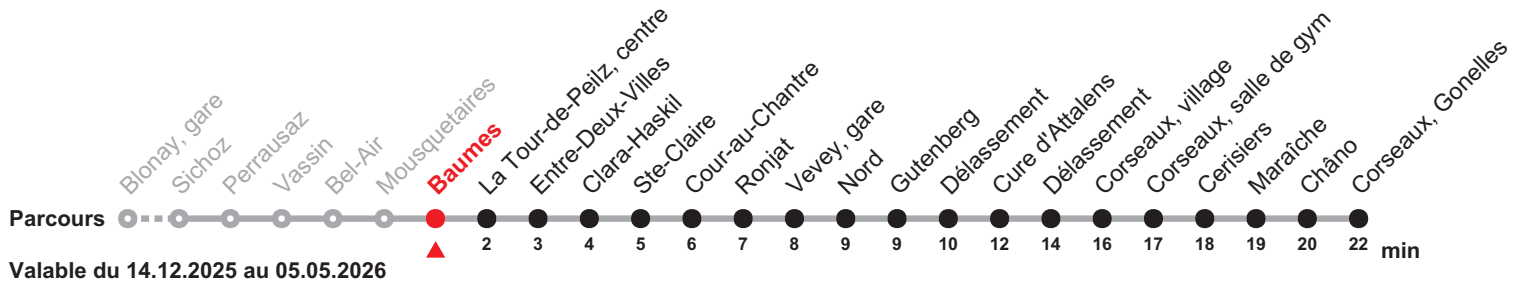 Blonay, gare
Sichoz
Perrausaz
Vassin
Bel-Air
Mousquetaires
Baumes
La Tour-de-Peilz, centre
Entre-Deux-Villes
Clara-Haskil
Ste-Claire
Cour-au-Chantre
Ronjat
Vevey, gare
Nord
Gutenberg
Délassement
Cure d'Attalens
Délassement
Corseaux, village
Corseaux, salle de gym
Cerisiers
Maraîche
Châno
Corseaux, Gonelles
Parcours
2 3 4 5 6 7 8 9 9 10 12 14 16 17 18 19 20 22 min
Valable du 14.12.2025 au 05.05.2026